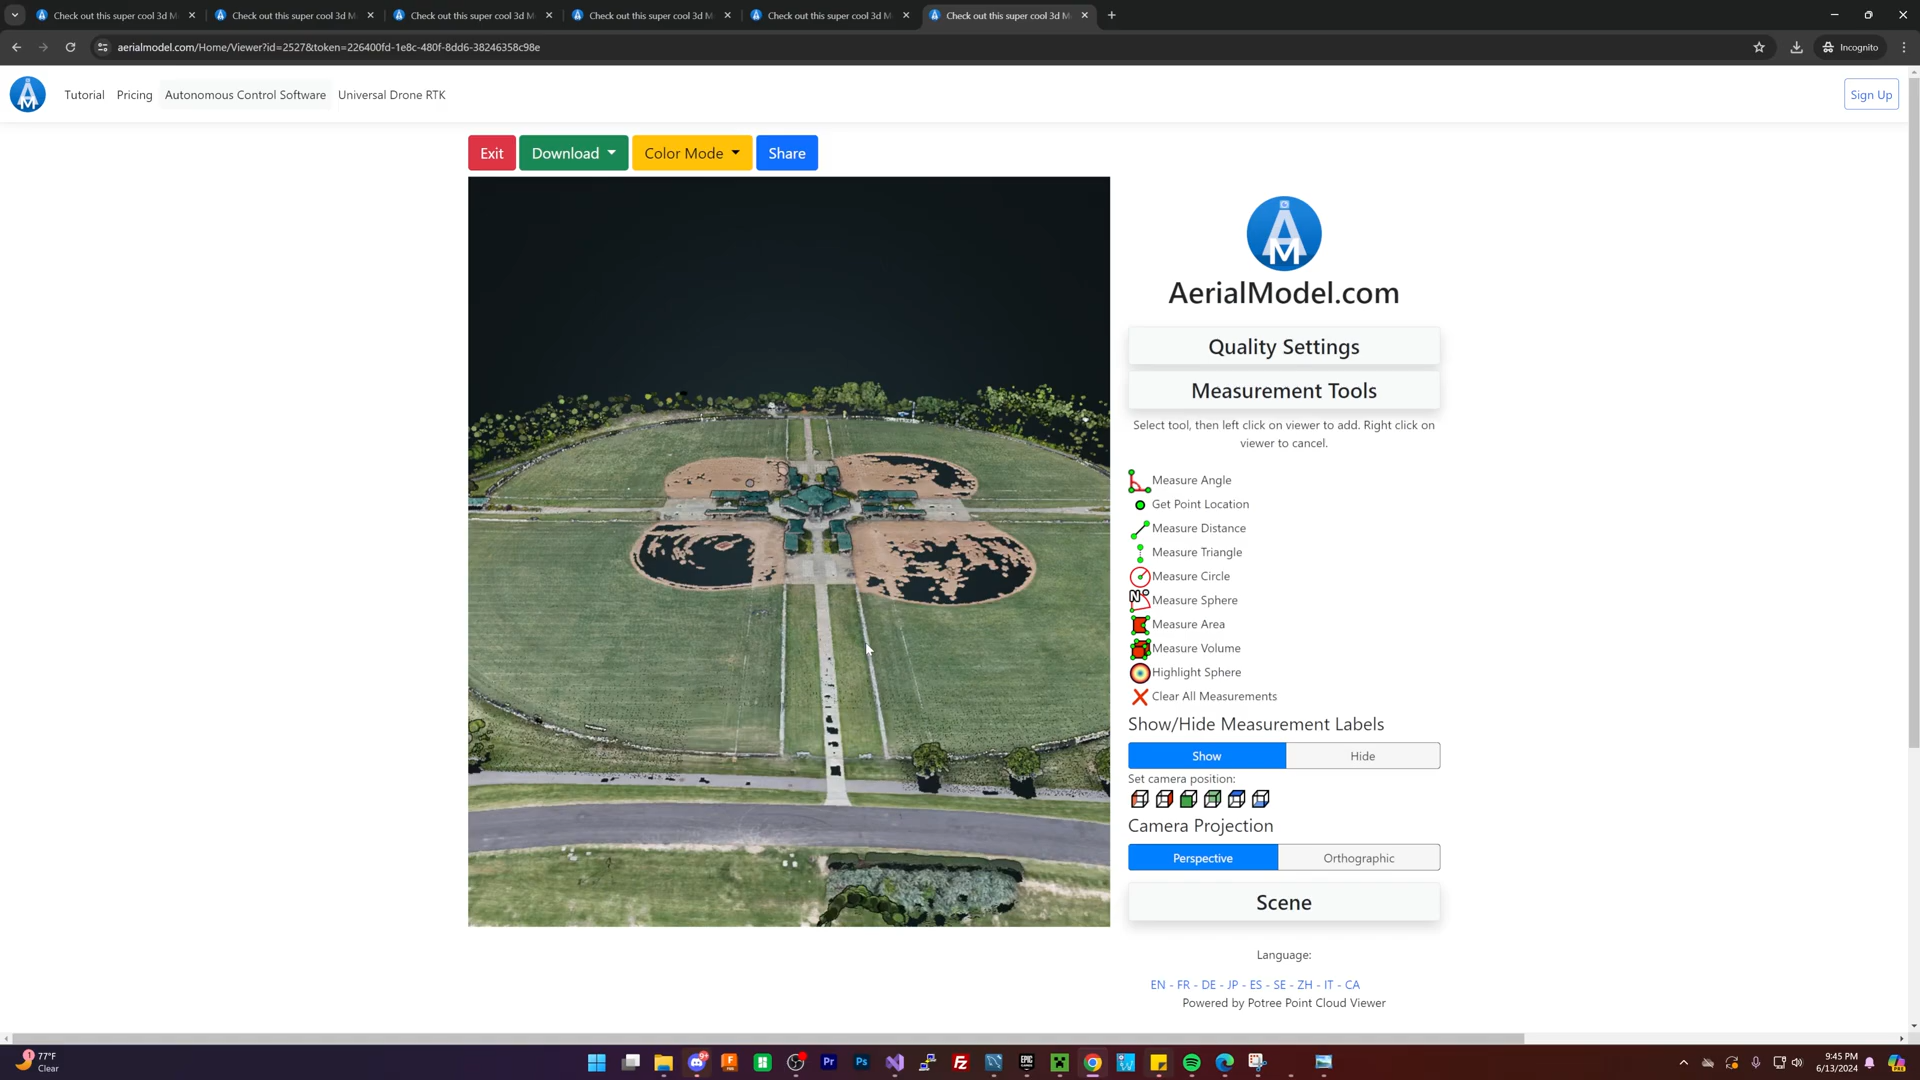 Check out this super cool 3d M
Check out this super cool 3d M
Check out this super cool 3d M
Check out this super cool 3d M
Check out this super cool 3d M
Check out this super cool 3d M
aerialmodel.com/Home/Viewer?id=2527&token=226400fd-1e8c-480f-8dd6-38246358c98e
Incognito
Tutorial
Pricing
Autonomous Control Software
Universal Drone RTK
Sign Up
Exit
Download
Color Mode
Share
AerialModel.com
Quality Settings
Measurement Tools
Select tool, then left click on viewer to add. Right click on
viewer to cancel.
Measure Angle
Get Point Location
Measure Distance
Measure Triangle
Measure Circle
Measure Sphere
Measure Area
Measure Volume
Highlight Sphere
Clear All Measurements
Show/Hide Measurement Labels
Show
Hide
Set camera position:
Camera Projection
Perspective
Orthographic
Scene
Language:
EN - FR - DE - JP - ES - SE - ZH - IT - CA
Powered by Potree Point Cloud Viewer
77°F
Clear
9:45 PM
6/13/2024